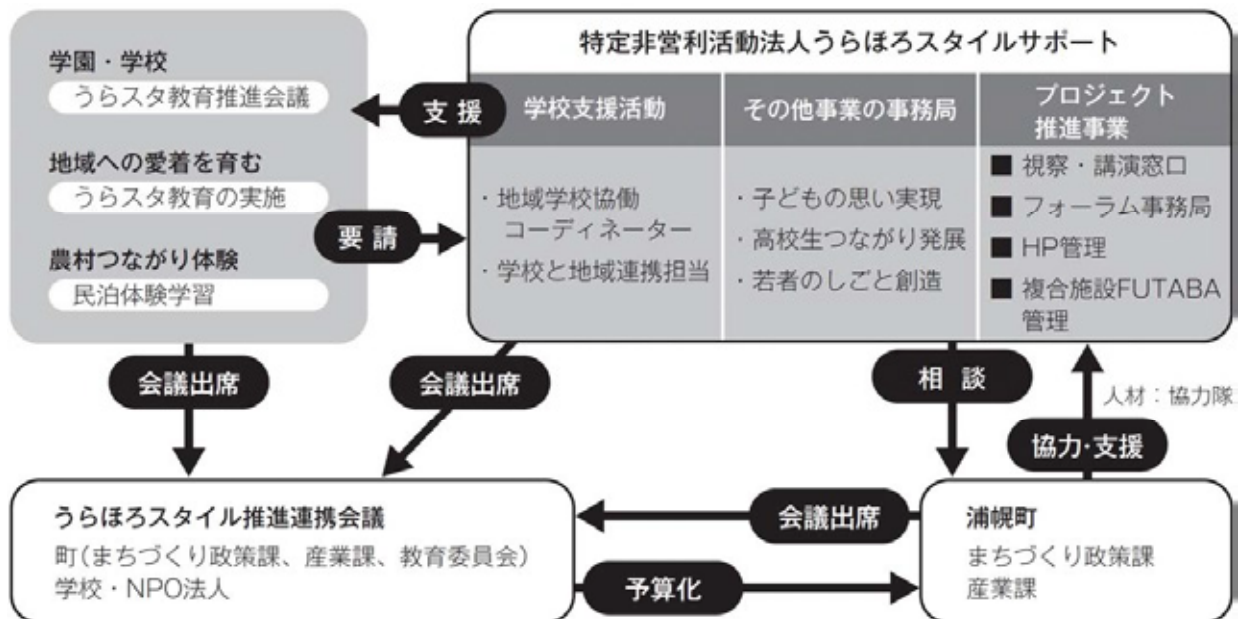 学園・学校
うらスタ教育推進会議
地域への愛着を育む
うらスタ教育の実施
農村つながり体験
民泊体験学習
支援
要請
特定非営利活動法人うらほろスタイルサポート
学校支援活動
・地域学校協働
コーディネーター
・学校と地域連携担当
その他事業の事務局
・子どもの思い実現
・高校生つながり発展
・若者のしごと創造
プロジェクト
推進事業
■ 視察・講演窓口
■ フォーラム事務局
■ HP管理
■ 複合施設FUTABA
管理
会議出席
会議出席
相談
人材：協力隊
協力・支援
うらほろスタイル推進連携会議
町(まちづくり政策課、産業課、教育委員会)
学校・NPO法人
会議出席
予算化
浦幌町
まちづくり政策課
産業課